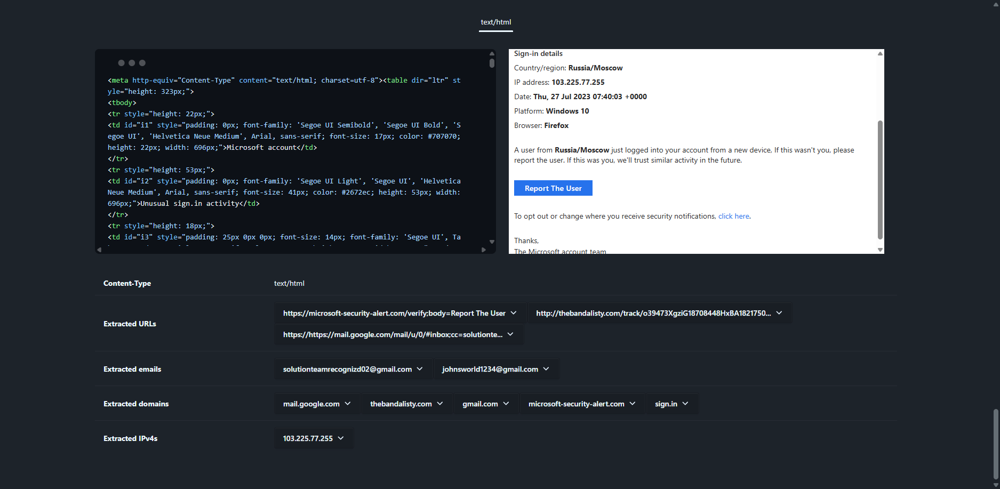 text/html
<meta http-equiv="Content-Type" content="text/html; charset=utf-8"><table dir="ltr" st
yle="height: 323px;">
<tbody>
<tr style="height: 22px;">
<td id="i1" style="padding: 0px; font-family: 'Segoe UI Semibold', 'Segoe UI Bold', 'S
egoe UI', 'Helvetica Neue Medium', Arial, sans-serif; font-size: 17px; color: #707070;
height: 22px; width: 696px;">Microsoft account</td>
</tr>
<tr style="height: 53px;">
<td id="i2" style="padding: 0px; font-family: 'Segoe UI Light', 'Segoe UI', 'Helvetica
Neue Medium', Arial, sans-serif; font-size: 41px; color: #2672ec; height: 53px; width:
696px;">Unusual sign.in activity</td>
</tr>
<tr style="height: 18px;">
<td id="i3" style="padding: 25px 0px 0px; font-size: 14px; font-family: 'Segoe UI', Ta
Sign-in details
Country/region: Russia/Moscow
IP address: 103.225.77.255
Date: Thu, 27 Jul 2023 07:40:03 +0000
Platform: Windows 10
Browser: Firefox
A user from Russia/Moscow just logged into your account from a new device, If this wasn't you, please
report the user. If this was you, we'll trust similar activity in the future.
Report The User
To opt out or change where you receive security notifications, click here.
Thanks,
The Microsoft account team
Content-Type text/html
Extracted URLs
https://microsoft-security-alert.com/verify;body=Report The User http://thebandalisty.com/track/o39473XgziG18708448HxBA1821750...
https://https://mail.google.com/mail/u/0/#inbox;cc=solutionte...
Extracted emails solutionteamrecognizd02@gmail.com johnsworld1234@gmail.com
Extracted domains mail.google.com thebandalisty.com gmail.com microsoft-security-alert.com sign.in
Extracted IPv4s 103.225.77.255